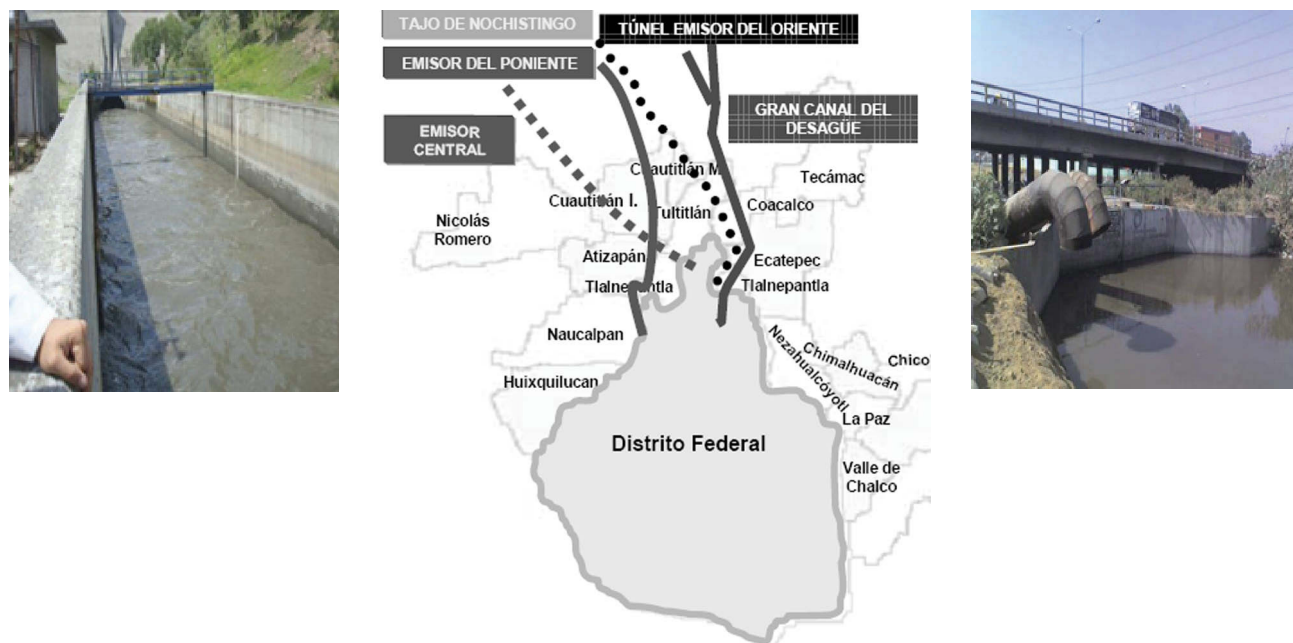 TAJO DE NOCHISTINGO
TÚNEL EMISOR DEL ORIENTE
EMISOR DEL PONIENTE
GRAN CANAL DEL
DESAGÜE
EMISOR
CENTRAL
Cuautitlán M.
Tecámac
Cuautitlán I.
Tultitlán
Coacalco
Nicolás
Romero
Atizapán
Ecatepec
Tlalnepantla
Tlalnepantla
Naucalpan
Nezahualcóyotl
Chimalhuacán
Chico
Huixquilucan
La Paz
Distrito Federal
Valle de
Chalco